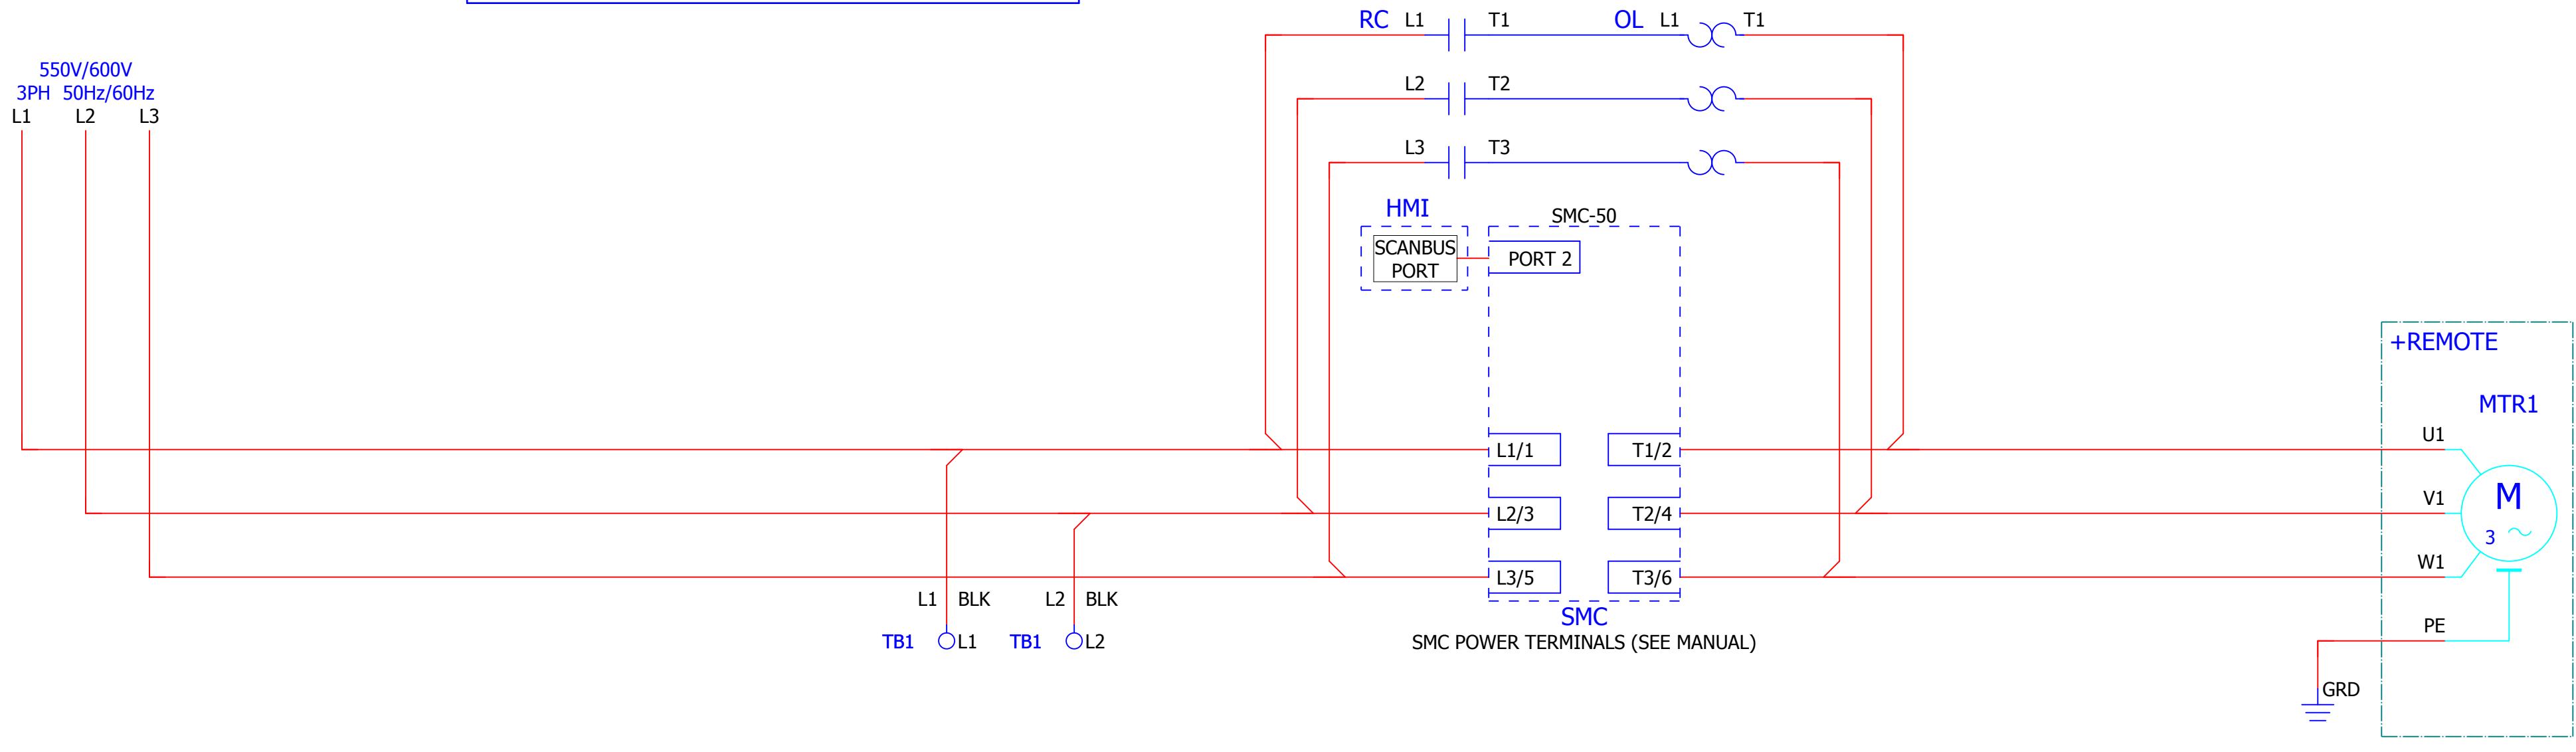 RC L1 T1 OL L1 T1
550V/600V
3PH 50Hz/60Hz
L1 L2 L3
L2 T2
L3 T3
HMI
SMC-50
SCANBUS
PORT
PORT 2
+REMOTE
MTR1
U1
L1/1 T1/2
V1
M
3
L2/3 T2/4
W1
L3/5 T3/6
L1 BLK L2 BLK
SMC
PE
TB1 L1 TB1 L2
SMC POWER TERMINALS (SEE MANUAL)
GRD